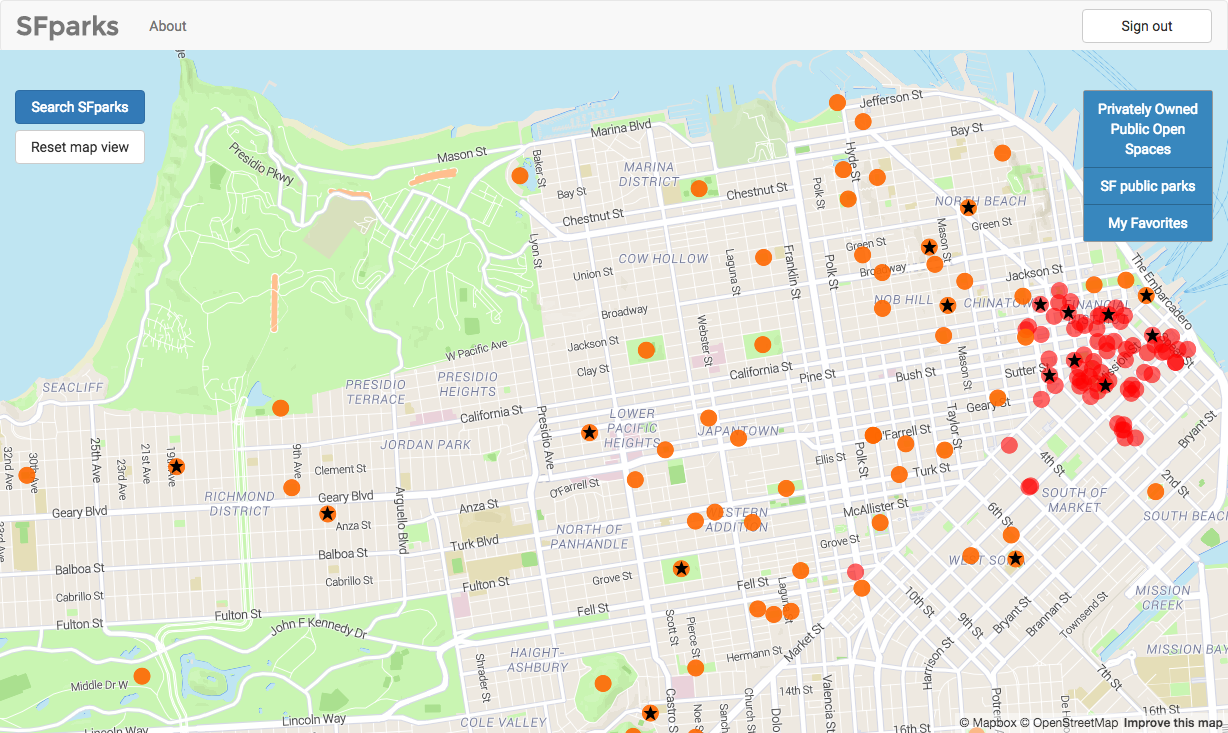 SFparks
About
Sign out
Search SFparks
Reset map view
Privately Owned
Public Open
Spaces
SF public parks
My Favorites
Jefferson St
Marina Blvd
Bay St
Mason St
Presidio Pkwy
Hyde St
Baker St
MARINA
DISTRICT
Bay St
Chestnut St
Polk St
NORTH BEACH
Chestnut St
Green St
Mason St
Lyon St
Green St
Union St
COW HOLLOW
Laguna St
Franklin St
Polk St
Broadway
Jackson St
The Embarcadero
NOB HILL
CHINATOWN
FINANCIAL
Broadway
Webster St
Jackson St
W Pacific Ave
Clay St
California St
Pine St
Bush St
Mason St
Sutter St
SEACLIFF
PRESIDIO
TERRACE
PRESIDIO
HEIGHTS
California St
Presidio Ave
LOWER
PACIFIC
HEIGHTS
JAPANTOWN
Geary St
Taylor St
O'Farrell St
Bryant St
JORDAN PARK
32nd Ave
30th Ave
25th Ave
23rd Ave
21st Ave
19th Ave
9th Ave
Clement St
Ellis St
Polk St
Turk St
4th St
2nd St
RICHMOND
DISTRICT
Geary Blvd
O'Farrell St
SOUTH OF
MARKET
Geary Blvd
Arguello Blvd
Anza St
Anza St
WESTERN
ADDITION
McAllister St
6th St
SOUTH BEACH
NORTH OF
PANHANDLE
Turk Blvd
Balboa St
Grove St
WEST SOMA
Balboa St
Cabrillo St
Fulton St
Grove St
Fell St
Laguna St
Cabrillo St
Fell St
10th St
9th St
Bryant St
Brannan St
Townsend St
MISSION
CREEK
Fulton St
Fulton St
John F Kennedy Dr
Scott St
Pierce St
Market St
Harrison St
HAIGHT-
ASHBURY
Hermann St
MISSION BAY
Shrader St
7th St
Middle Dr W
14th St
Valencia St
Castro St
Noe S
Church St
Lincoln Way
COLE VALLEY
Lincoln Way
16th St
16th St
© Mapbox © OpenStreetMap Improve this map